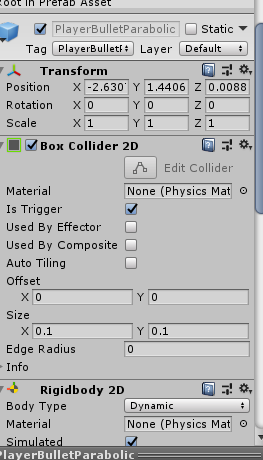 Root in Prefab Asset
PlayerBulletParabolic Static
Tag PlayerBullet Layer Default
Transform
Position X -2.630 Y 1.4406 Z 0.0088
Rotation X 0 Y 0 Z 0
Scale X 1 Y 1 Z 1
Box Collider 2D
Edit Collider
Material None (Physics Mat
Is Trigger
Used By Effector
Used By Composite
Auto Tiling
Offset
X 0 Y 0
Size
X 0.1 Y 0.1
Edge Radius 0
Info
Rigidbody 2D
Body Type Dynamic
Material None (Physics Mat
Simulated
PlayerBulletParabolic